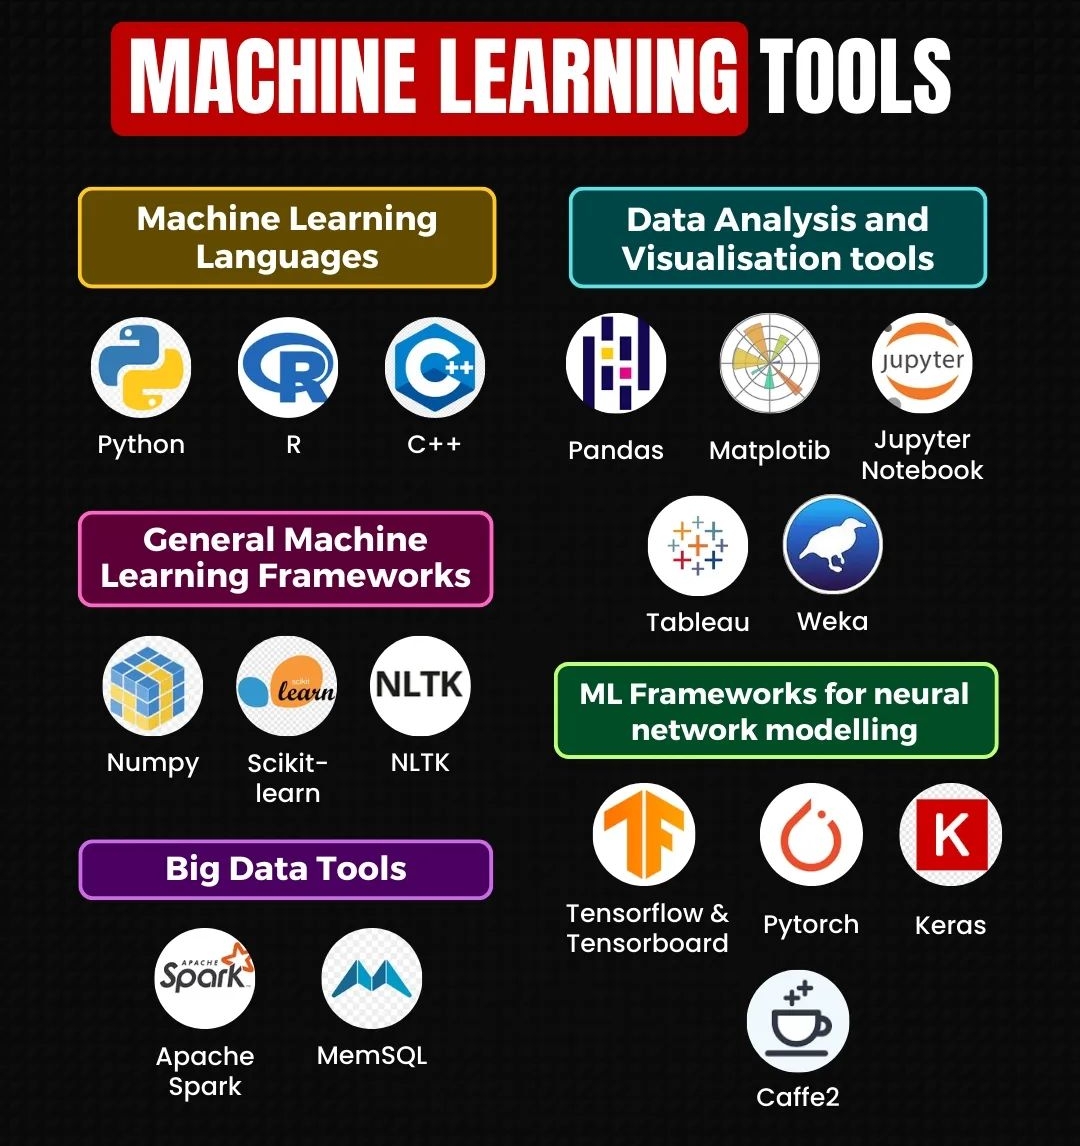 MACHINE LEARNING TOOLS
Machine Learning
Languages
Python
R
C++
C++
General Machine
Learning Frameworks
Numpy
scikit
learn
Scikit-
learn
NLTK
NLTK
Big Data Tools
APACHE
Spark
Apache
Spark
MemSQL
Data Analysis and
Visualisation tools
Pandas
Matplotib
Jupyter
Jupyter
Notebook
Tableau
Weka
ML Frameworks for neural
network modelling
Tensorflow &
Tensorboard
Pytorch
K
Keras
Caffe2